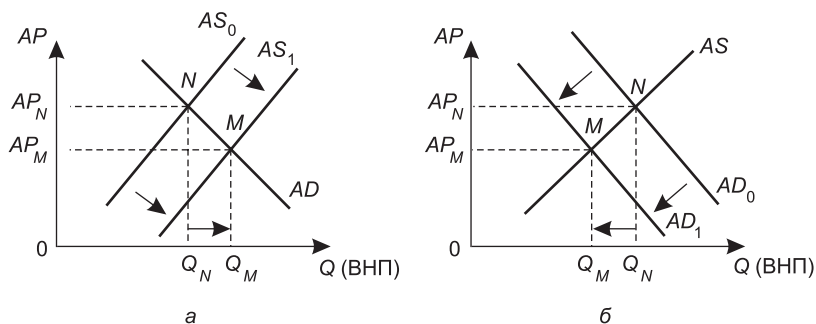 AP
AS0
AS1
N
APN
M
APM
AD
0
QN
QM
Q (ВНП)
а
AP
AS
N
APN
M
APM
AD0
AD1
0
QM
QN
Q (ВНП)
б